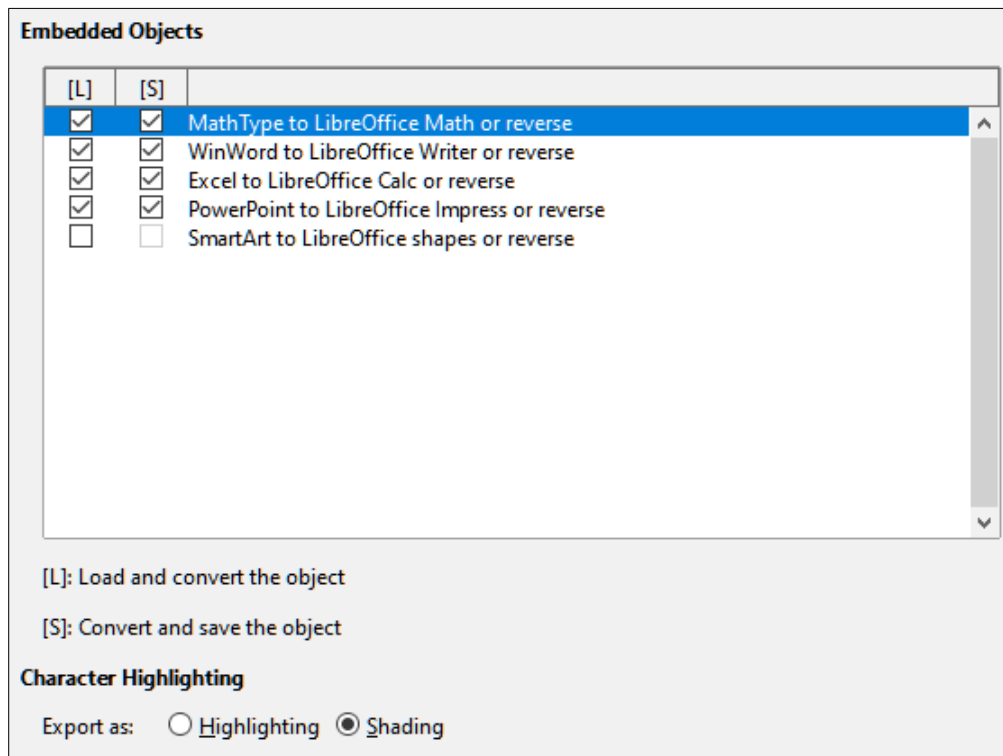 Embedded Objects
[L] [S]
MathType to LibreOffice Math or reverse
WinWord to LibreOffice Writer or reverse
Excel to LibreOffice Calc or reverse
PowerPoint to LibreOffice Impress or reverse
SmartArt to LibreOffice shapes or reverse
[L]: Load and convert the object
[S]: Convert and save the object
Character Highlighting
Export as: Highlighting Shading